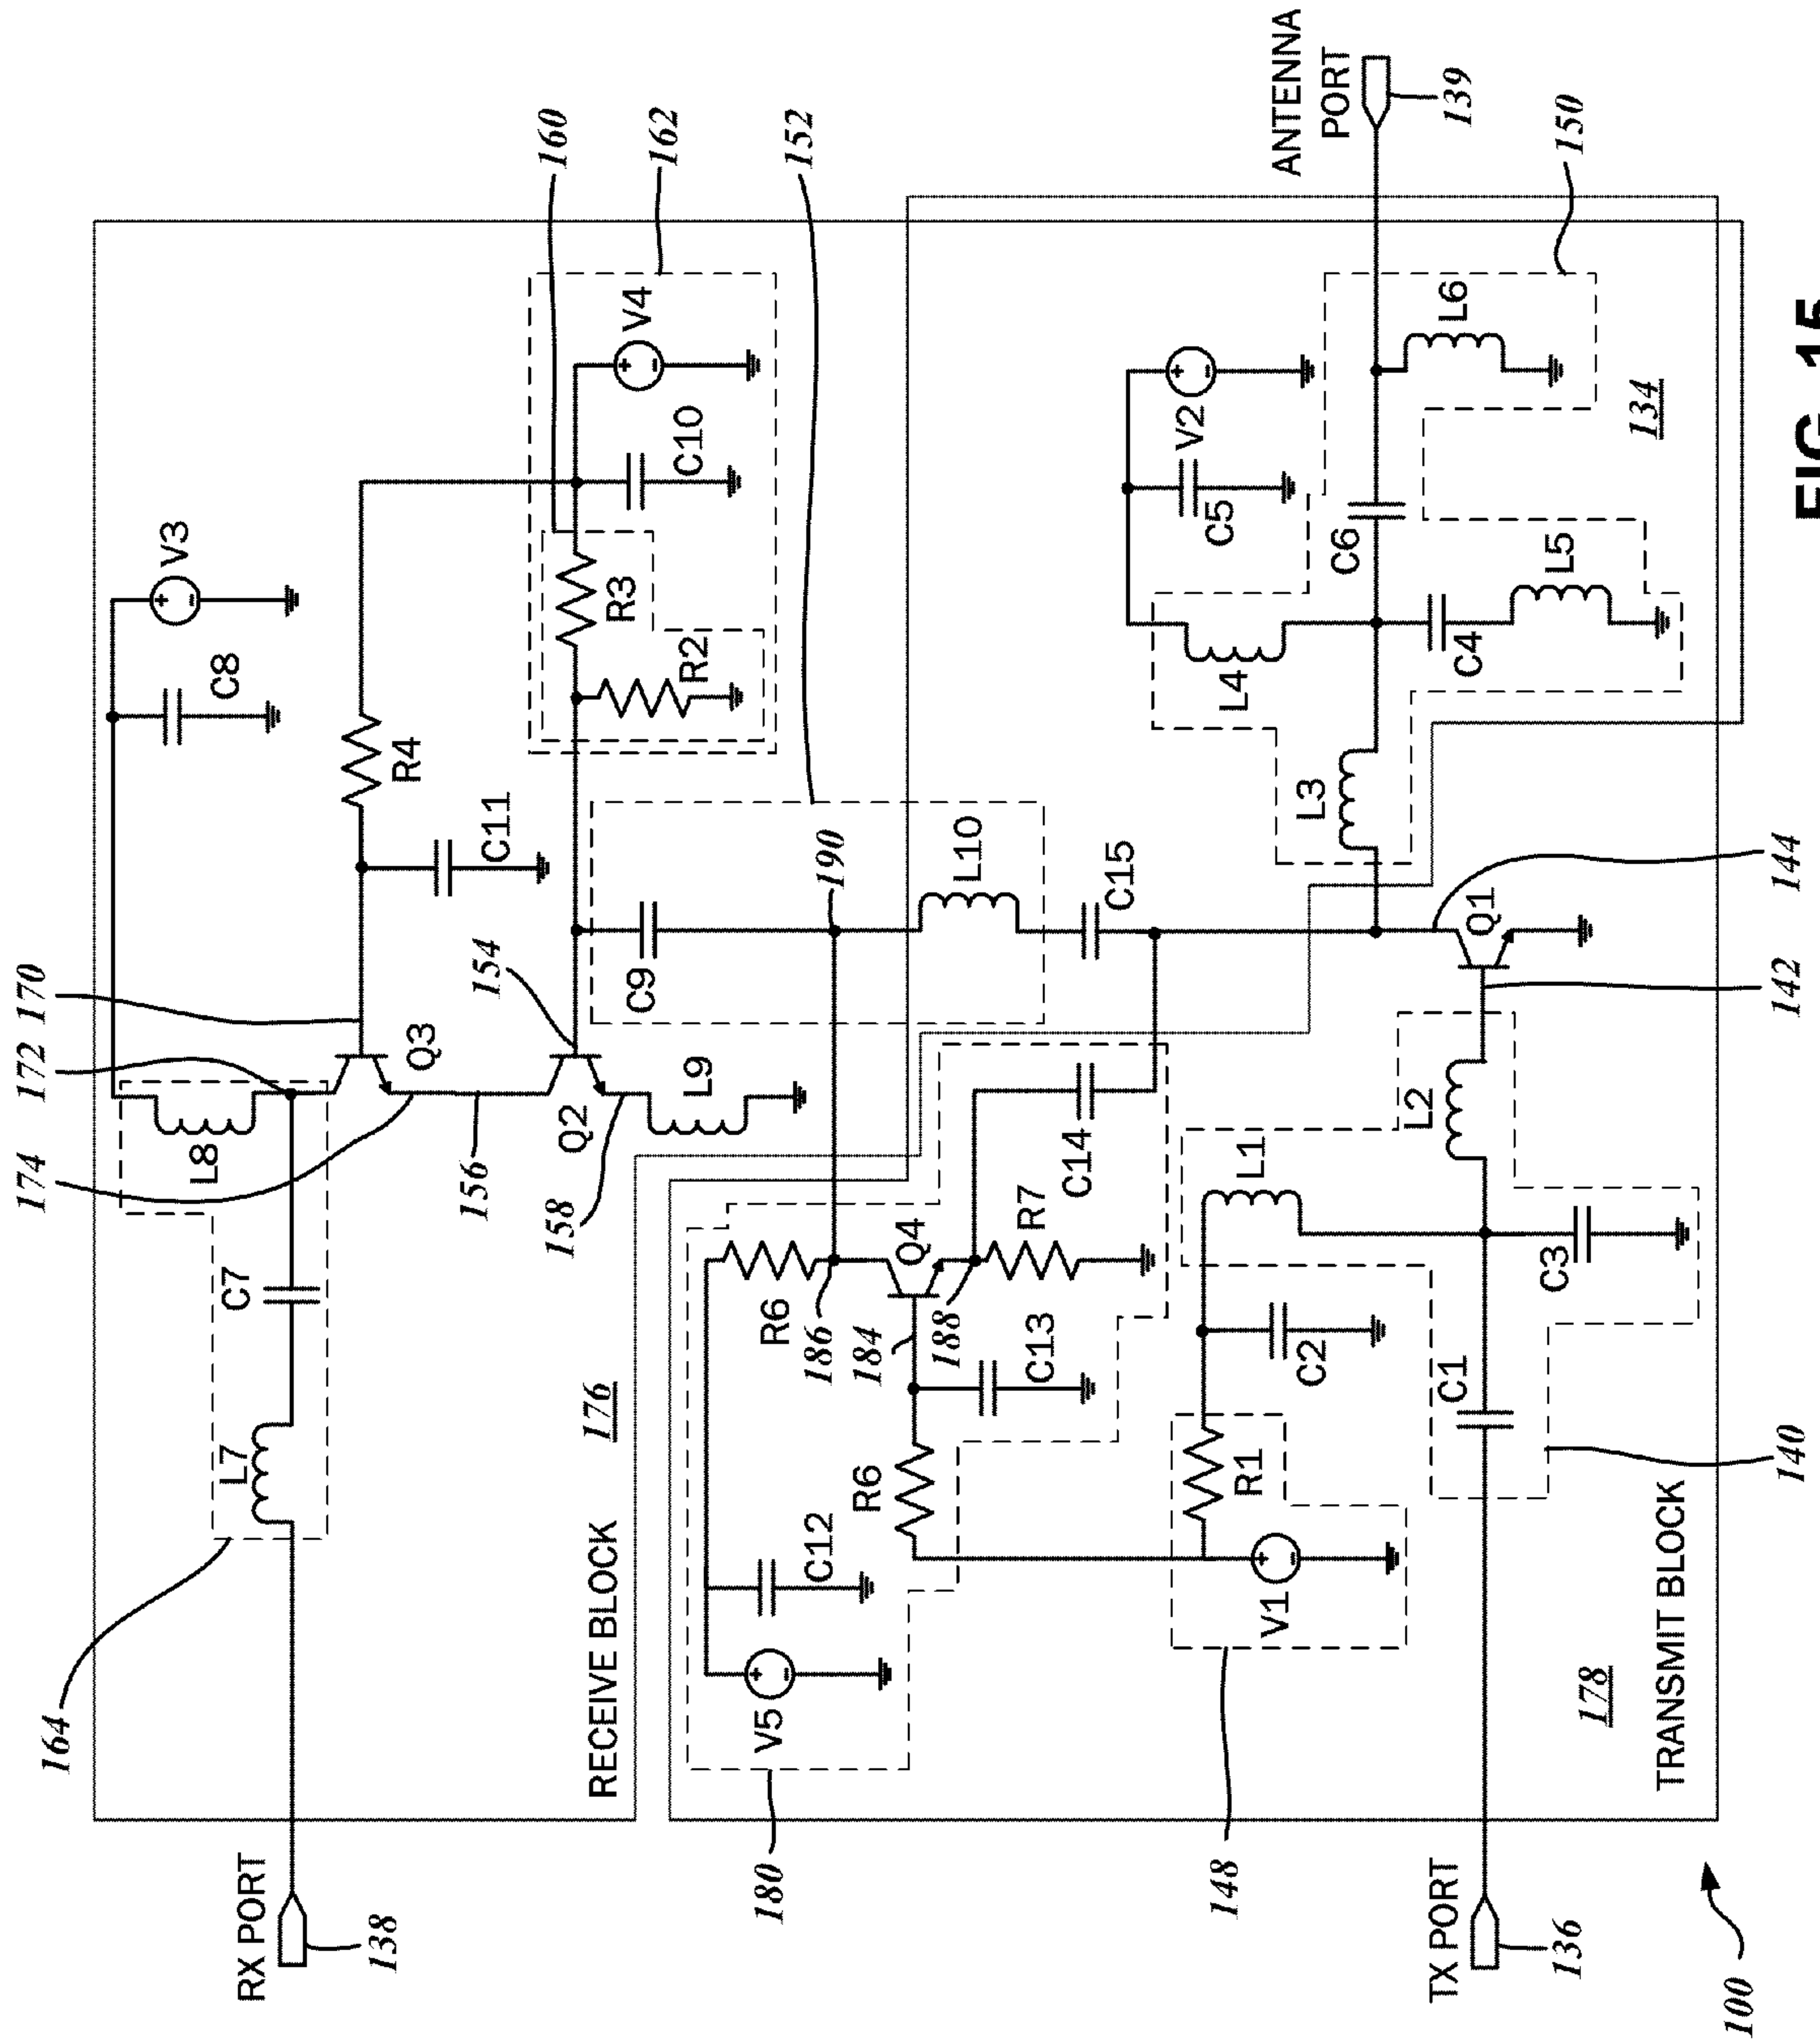 RX PORT
138
164
L7
C7
L8
174
172
170
Q3
C11
R4
C8
V3
156
158
Q2
L9
154
C9
190
L10
C15
R3
R2
C10
V4
160
162
152
RECEIVE BLOCK
176
180
V5
C12
R6
R6
186
184
188
Q4
C13
R7
C14
148
V1
R1
C2
L1
L2
C1
C3
140
142
144
Q1
L3
L4
C4
L5
C5
V2
C6
L6
134
150
ANTENNA
PORT
139
TX PORT
136
TRANSMIT BLOCK
178
100
FIG. 15